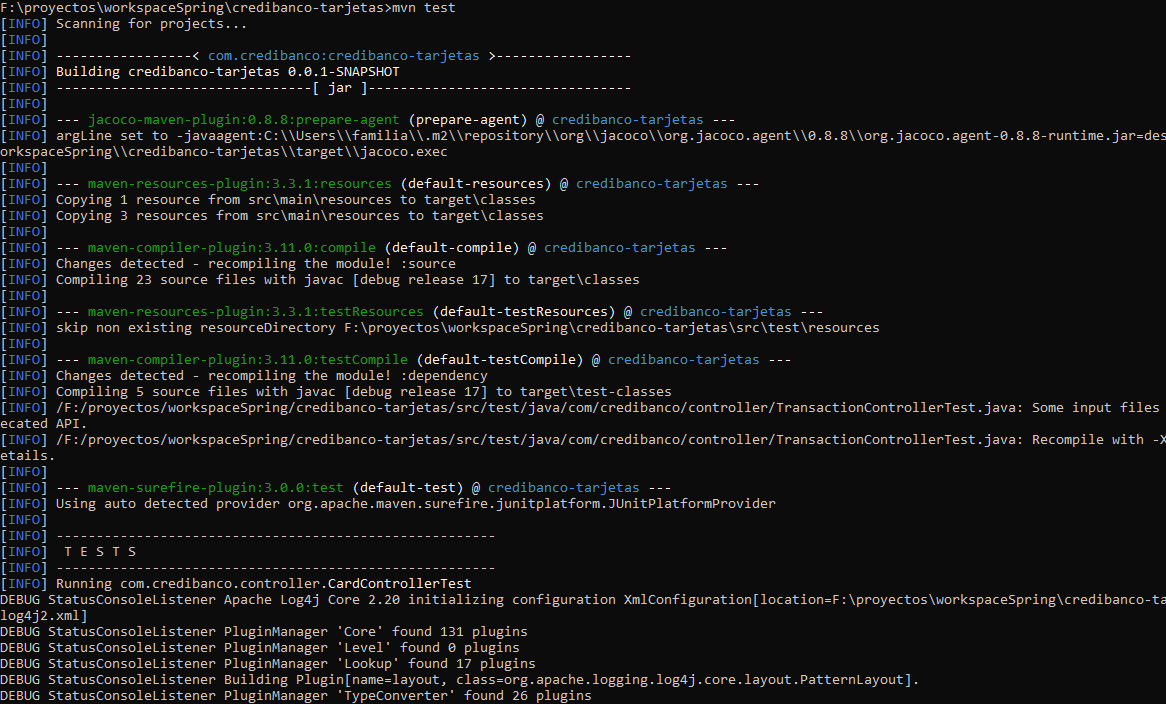 F:\proyectos\workspaceSpring\credibanco-tarjetas>mvn test
[INFO] Scanning for projects...
[INFO]
[INFO] -----------------< com.credibanco:credibanco-tarjetas >-----------------
[INFO] Building credibanco-tarjetas 0.0.1-SNAPSHOT
[INFO] --------------------------------[ jar ]---------------------------------
[INFO]
[INFO] --- jacoco-maven-plugin:0.8.8:prepare-agent (prepare-agent) @ credibanco-tarjetas ---
[INFO] argLine set to -javaagent:C:\\Users\\familia\\.m2\\repository\\org\\jacoco\\org.jacoco.agent\\0.8.8\\org.jacoco.agent-0.8.8-runtime.jar=des
orkspaceSpring\\credibanco-tarjetas\\target\\jacoco.exec
[INFO]
[INFO] --- maven-resources-plugin:3.3.1:resources (default-resources) @ credibanco-tarjetas ---
[INFO] Copying 1 resource from src\main\resources to target\classes
[INFO] Copying 3 resources from src\main\resources to target\classes
[INFO]
[INFO] --- maven-compiler-plugin:3.11.0:compile (default-compile) @ credibanco-tarjetas ---
[INFO] Changes detected - recompiling the module! :source
[INFO] Compiling 23 source files with javac [debug release 17] to target\classes
[INFO]
[INFO] --- maven-resources-plugin:3.3.1:testResources (default-testResources) @ credibanco-tarjetas ---
[INFO] skip non existing resourceDirectory F:\proyectos\workspaceSpring\credibanco-tarjetas\src\test\resources
[INFO]
[INFO] --- maven-compiler-plugin:3.11.0:testCompile (default-testCompile) @ credibanco-tarjetas ---
[INFO] Changes detected - recompiling the module! :dependency
[INFO] Compiling 5 source files with javac [debug release 17] to target\test-classes
[INFO] /F:/proyectos/workspaceSpring/credibanco-tarjetas/src/test/java/com/credibanco/controller/TransactionControllerTest.java: Some input files
ecated API.
[INFO] /F:/proyectos/workspaceSpring/credibanco-tarjetas/src/test/java/com/credibanco/controller/TransactionControllerTest.java: Recompile with -X
etails.
[INFO]
[INFO] --- maven-surefire-plugin:3.0.0:test (default-test) @ credibanco-tarjetas ---
[INFO] Using auto detected provider org.apache.maven.surefire.junitplatform.JUnitPlatformProvider
[INFO]
[INFO] -------------------------------------------------------
[INFO]  T E S T S
[INFO] -------------------------------------------------------
[INFO] Running com.credibanco.controller.CardControllerTest
DEBUG StatusConsoleListener Apache Log4j Core 2.20 initializing configuration XmlConfiguration[location=F:\proyectos\workspaceSpring\credibanco-ta
log4j2.xml]
DEBUG StatusConsoleListener PluginManager 'Core' found 131 plugins
DEBUG StatusConsoleListener PluginManager 'Level' found 0 plugins
DEBUG StatusConsoleListener PluginManager 'Lookup' found 17 plugins
DEBUG StatusConsoleListener Building Plugin[name=layout, class=org.apache.logging.log4j.core.layout.PatternLayout].
DEBUG StatusConsoleListener PluginManager 'TypeConverter' found 26 plugins